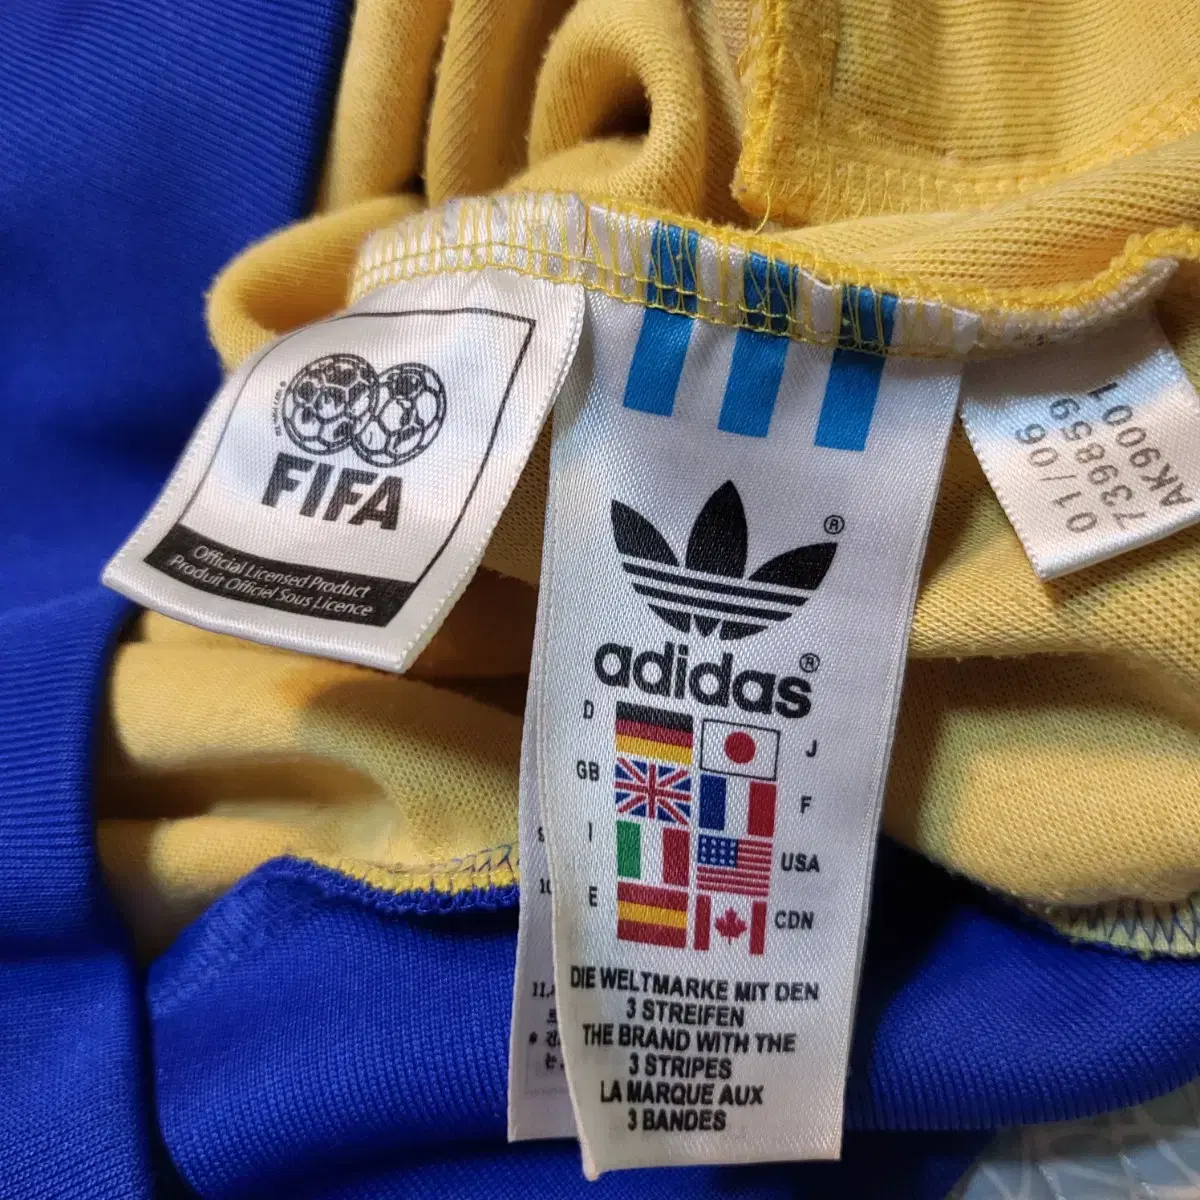 FIFA
Official Licensed Product
Produit Officiel Sous Licence
adidas®
D
J
GB
F
I
USA
E
CDN
DIE WELTMARKE MIT DEN
3 STREIFEN
THE BRAND WITH THE
3 STRIPES
LA MARQUE AUX
3 BANDES
01/06
739859
AK9001